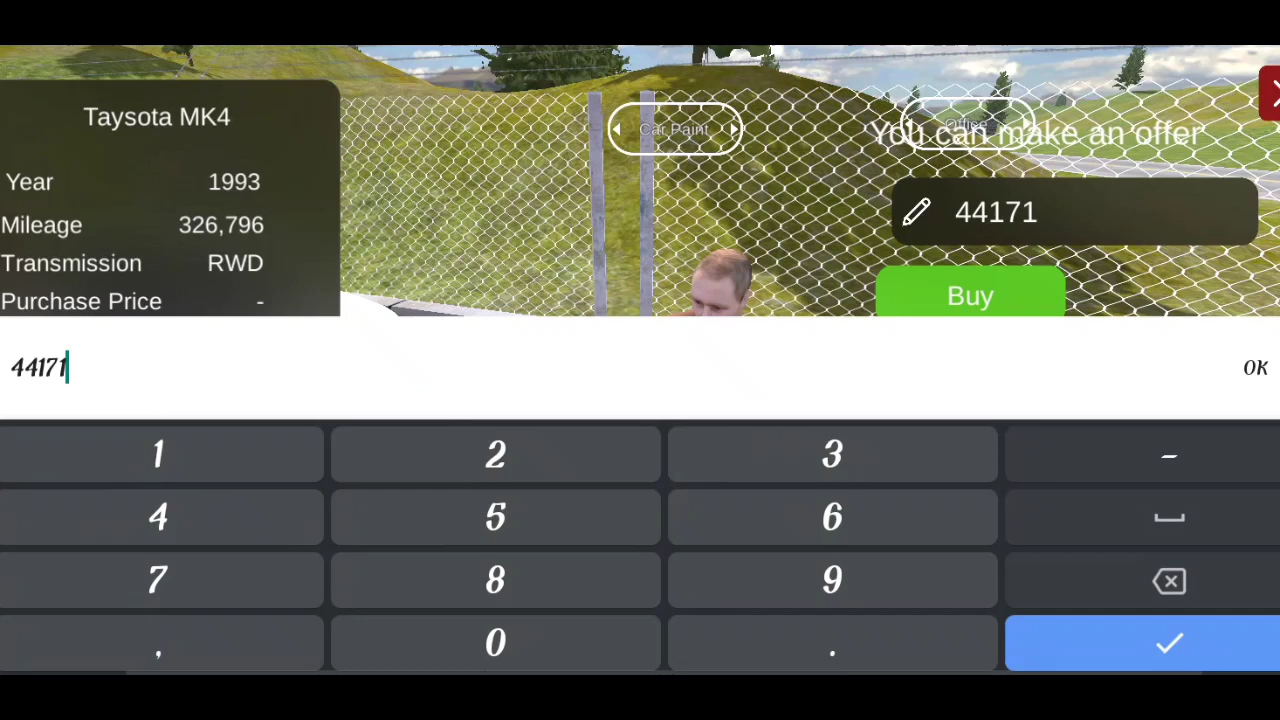 Taysota MK4
Year 1993
Mileage 326,796
Transmission RWD
Purchase Price -
Car Paint
Office
You can make an offer
44171
Buy
44171
OK
1 2 3 -
4 5 6
7 8 9
, 0 .